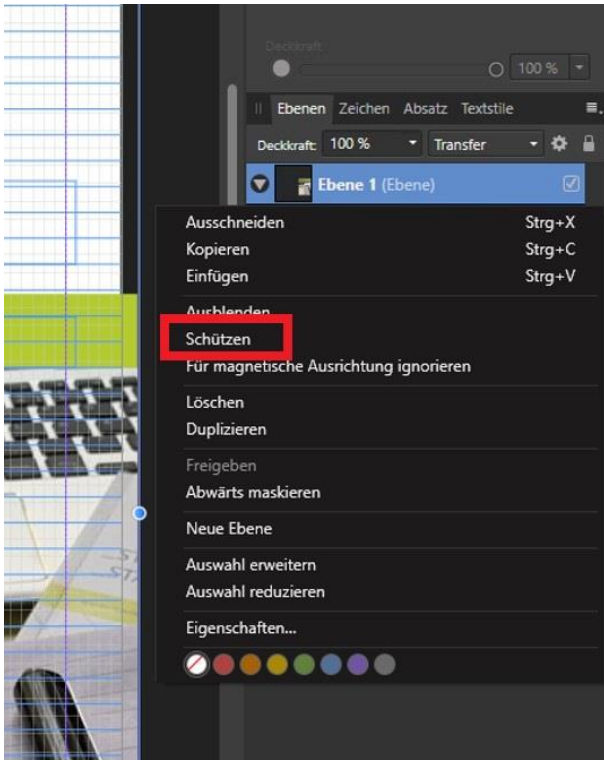 Deckkraft
100 %
Ebenen Zeichen Absatz Textstile
Deckkraft: 100 % Transfer
Ebene 1 (Ebene)
Ausschneiden Strg+X
Kopieren Strg+C
Einfügen Strg+V
Ausblenden
Schützen
Für magnetische Ausrichtung ignorieren
Löschen
Duplizieren
Freigeben
Abwärts maskieren
Neue Ebene
Auswahl erweitern
Auswahl reduzieren
Eigenschaften...